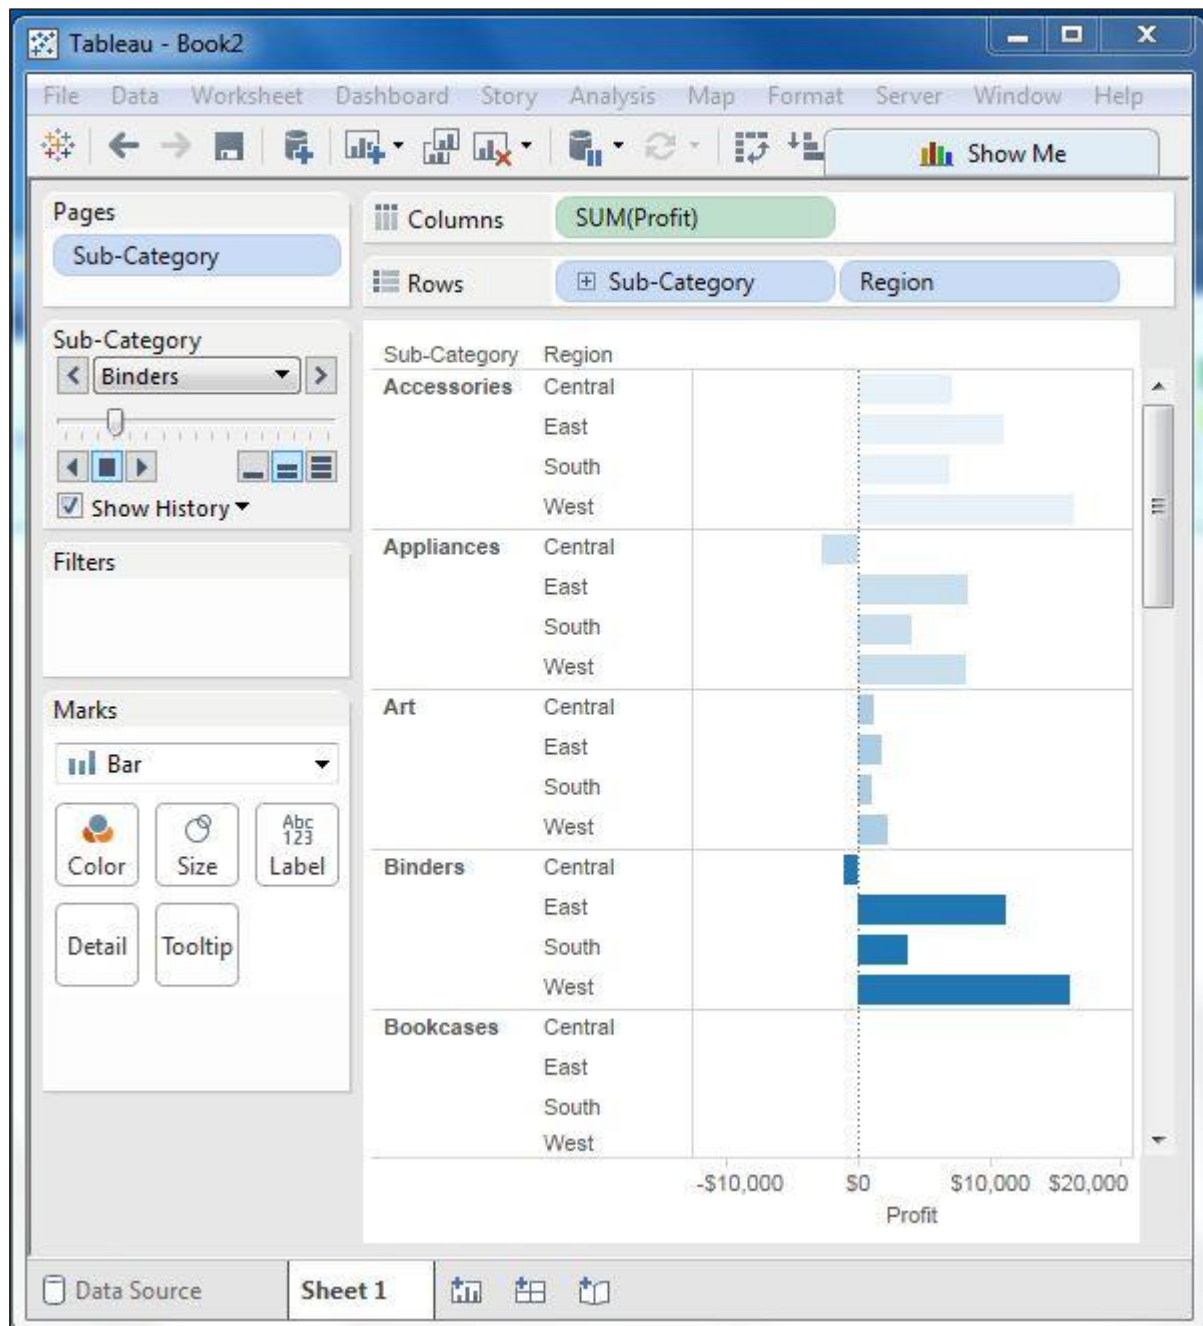 Tableau - Book2
File Data Worksheet Dashboard Story Analysis Map Format Server Window Help
Show Me
Pages
Sub-Category
Columns SUM(Profit)
Rows Sub-Category Region
Sub-Category
Binders
Show History
Filters
Marks
Bar
Color Size Abc 123 Label
Detail Tooltip
Sub-Category Region
Accessories Central
East
South
West
Appliances Central
East
South
West
Art Central
East
South
West
Binders Central
East
South
West
Bookcases Central
East
South
West
-$10,000 $0 $10,000 $20,000
Profit
Data Source Sheet 1